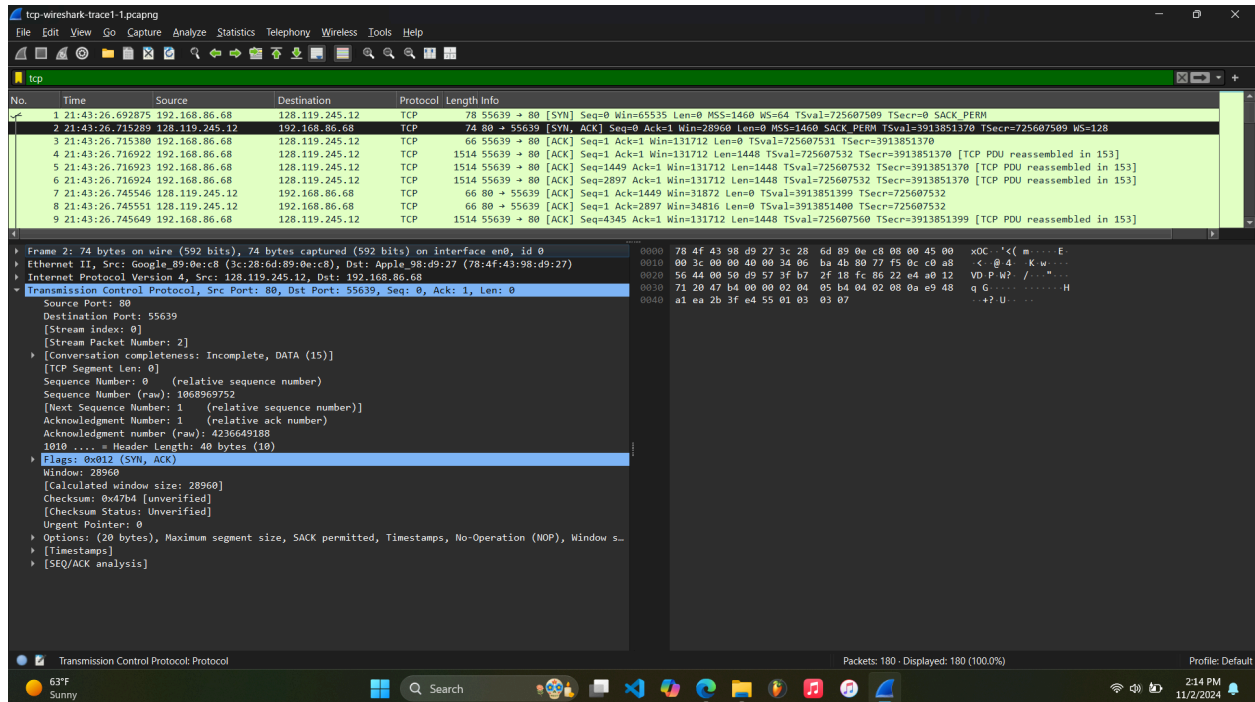 tcp-wireshark-trace1-1.pcapng
File Edit View Go Capture Analyze Statistics Telephony Wireless Tools Help
tcp
No. Time Source Destination Protocol Length Info
1 21:43:26.692875 192.168.86.68 128.119.245.12 TCP 78 55639 → 80 [SYN] Seq=0 Win=65535 Len=0 MSS=1460 WS=64 TSval=725607509 TSecr=0 SACK_PERM
2 21:43:26.715289 128.119.245.12 192.168.86.68 TCP 74 80 → 55639 [SYN, ACK] Seq=0 Ack=1 Win=28960 Len=0 MSS=1460 SACK_PERM TSval=3913851370 TSecr=725607509 WS=128
3 21:43:26.715380 192.168.86.68 128.119.245.12 TCP 66 55639 → 80 [ACK] Seq=1 Ack=1 Win=131712 Len=0 TSval=725607531 TSecr=3913851370
4 21:43:26.716922 192.168.86.68 128.119.245.12 TCP 1514 55639 → 80 [ACK] Seq=1 Ack=1 Win=131712 Len=1448 TSval=725607532 TSecr=3913851370 [TCP PDU reassembled in 153]
5 21:43:26.716923 192.168.86.68 128.119.245.12 TCP 1514 55639 → 80 [ACK] Seq=1449 Ack=1 Win=131712 Len=1448 TSval=725607532 TSecr=3913851370 [TCP PDU reassembled in 153]
6 21:43:26.716924 192.168.86.68 128.119.245.12 TCP 1514 55639 → 80 [ACK] Seq=2897 Ack=1 Win=131712 Len=1448 TSval=725607532 TSecr=3913851370 [TCP PDU reassembled in 153]
7 21:43:26.745546 128.119.245.12 192.168.86.68 TCP 66 80 → 55639 [ACK] Seq=1 Ack=1449 Win=31872 Len=0 TSval=3913851399 TSecr=725607532
8 21:43:26.745551 128.119.245.12 192.168.86.68 TCP 66 80 → 55639 [ACK] Seq=1 Ack=2897 Win=34816 Len=0 TSval=3913851400 TSecr=725607532
9 21:43:26.745649 192.168.86.68 128.119.245.12 TCP 1514 55639 → 80 [ACK] Seq=4345 Ack=1 Win=131712 Len=1448 TSval=725607560 TSecr=3913851399 [TCP PDU reassembled in 153]
Frame 2: 74 bytes on wire (592 bits), 74 bytes captured (592 bits) on interface en0, id 0
Ethernet II, Src: Google_89:0e:c8 (3c:28:6d:89:0e:c8), Dst: Apple_98:d9:27 (78:4f:43:98:d9:27)
Internet Protocol Version 4, Src: 128.119.245.12, Dst: 192.168.86.68
Transmission Control Protocol, Src Port: 80, Dst Port: 55639, Seq: 0, Ack: 1, Len: 0
Source Port: 80
Destination Port: 55639
[Stream index: 0]
[Stream Packet Number: 2]
[Conversation completeness: Incomplete, DATA (15)]
[TCP Segment Len: 0]
Sequence Number: 0 (relative sequence number)
Sequence Number (raw): 1068969752
[Next Sequence Number: 1 (relative sequence number)]
Acknowledgment Number: 1 (relative ack number)
Acknowledgment number (raw): 4236649188
1010 .... = Header Length: 40 bytes (10)
Flags: 0x012 (SYN, ACK)
Window: 28960
[Calculated window size: 28960]
Checksum: 0x47b4 [unverified]
[Checksum Status: Unverified]
Urgent Pointer: 0
Options: (20 bytes), Maximum segment size, SACK permitted, Timestamps, No-Operation (NOP), Window s…
[Timestamps]
[SEQ/ACK analysis]
0000 78 4f 43 98 d9 27 3c 28 6d 89 0e c8 08 00 45 00 xOC··'<( m·····E·
0010 00 3c 00 00 40 00 34 06 ba 4b 80 77 f5 0c c0 a8 ·<··@·4· ·K·w····
0020 56 44 00 50 d9 57 3f b7 2f 18 fc 86 22 e4 a0 12 VD·P·W?· /···"···
0030 71 20 47 b4 00 00 02 04 05 b4 04 02 08 0a e9 48 q G····· ·······H
0040 a1 ea 2b 3f e4 55 01 03 03 07 ··+?·U·· ··
Transmission Control Protocol: Protocol
Packets: 180 · Displayed: 180 (100.0%)
Profile: Default
63°F
Sunny
Search
2:14 PM
11/2/2024